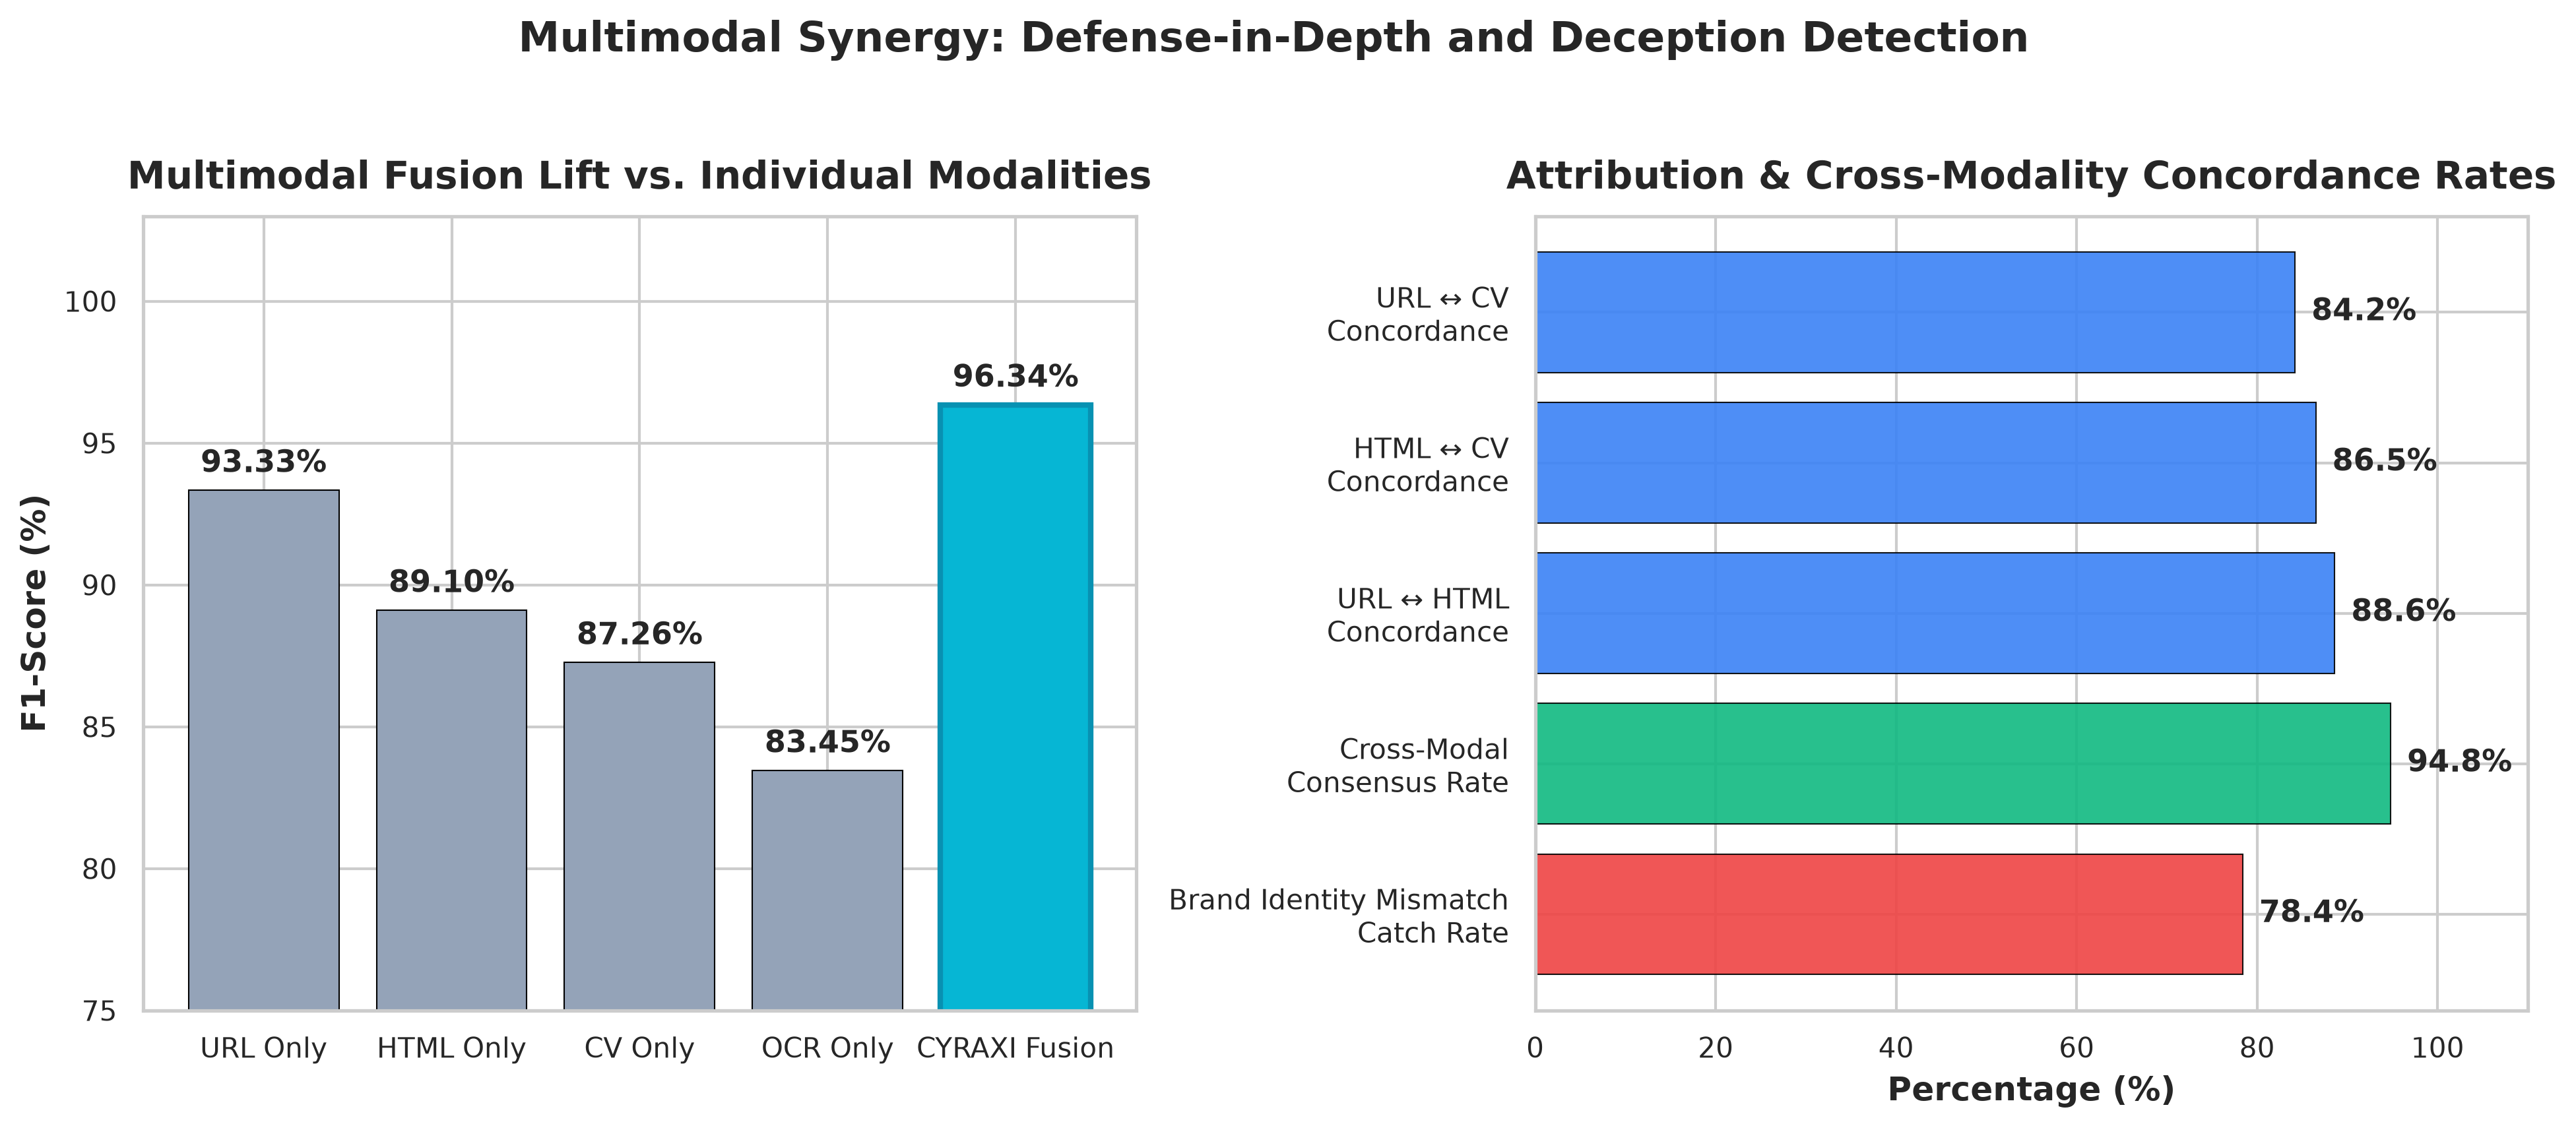 Multimodal Synergy: Defense-in-Depth and Deception Detection
Multimodal Fusion Lift vs. Individual Modalities
F1-Score (%)
100
95
90
85
80
75
93.33%
89.10%
87.26%
83.45%
96.34%
URL Only
HTML Only
CV Only
OCR Only
CYRAXI Fusion
Attribution & Cross-Modality Concordance Rates
URL ↔ CV
Concordance
84.2%
HTML ↔ CV
Concordance
86.5%
URL ↔ HTML
Concordance
88.6%
Cross-Modal
Consensus Rate
94.8%
Brand Identity Mismatch
Catch Rate
78.4%
0
20
40
60
80
100
Percentage (%)